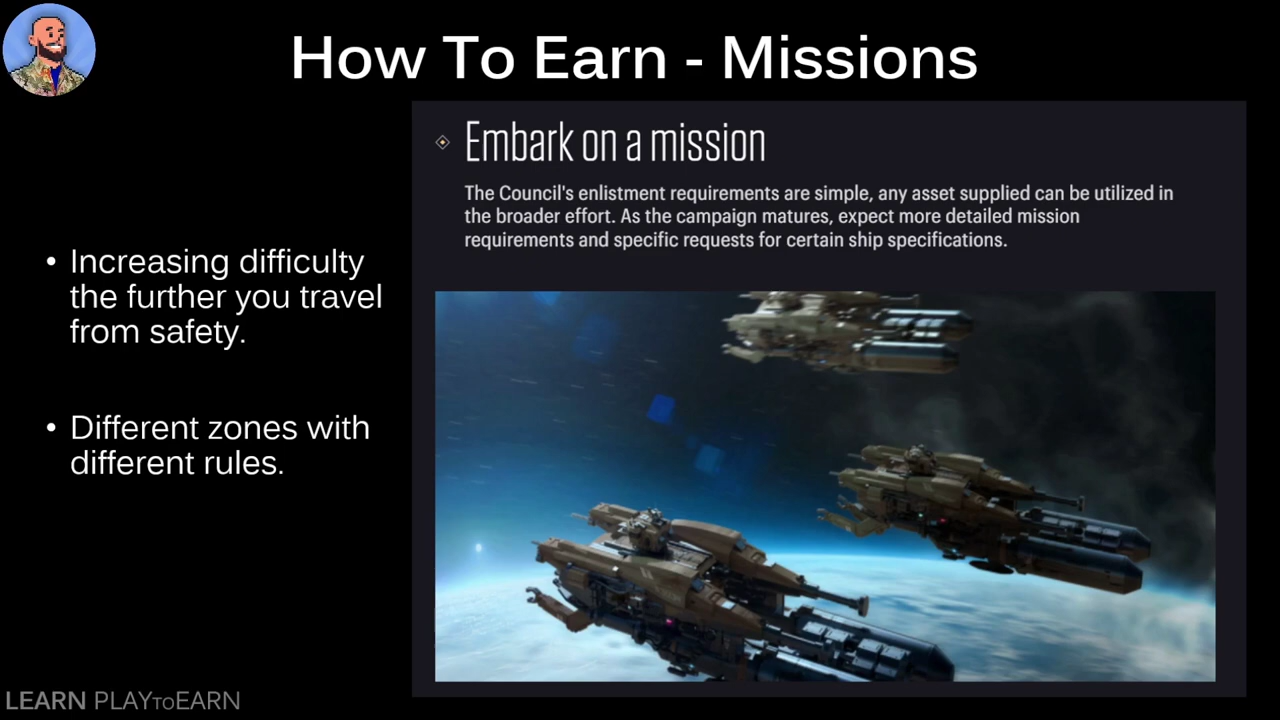 How To Earn - Missions
Embark on a mission
The Council's enlistment requirements are simple, any asset supplied can be utilized in
the broader effort. As the campaign matures, expect more detailed mission
requirements and specific requests for certain ship specifications.
• Increasing difficulty
the further you travel
from safety.
• Different zones with
different rules.
LEARN PLAYTOEARN